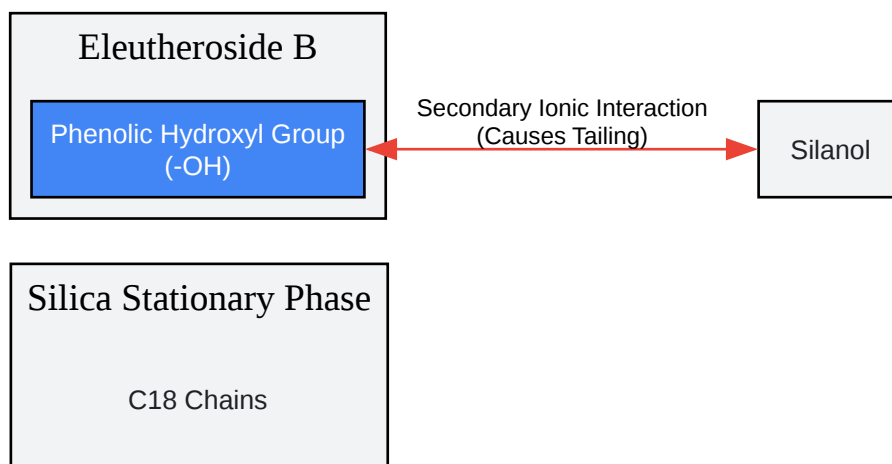 Eleutheroside B
Phenolic Hydroxyl Group
(-OH)
Secondary Ionic Interaction
(Causes Tailing)
Silanol
Silica Stationary Phase
C18 Chains